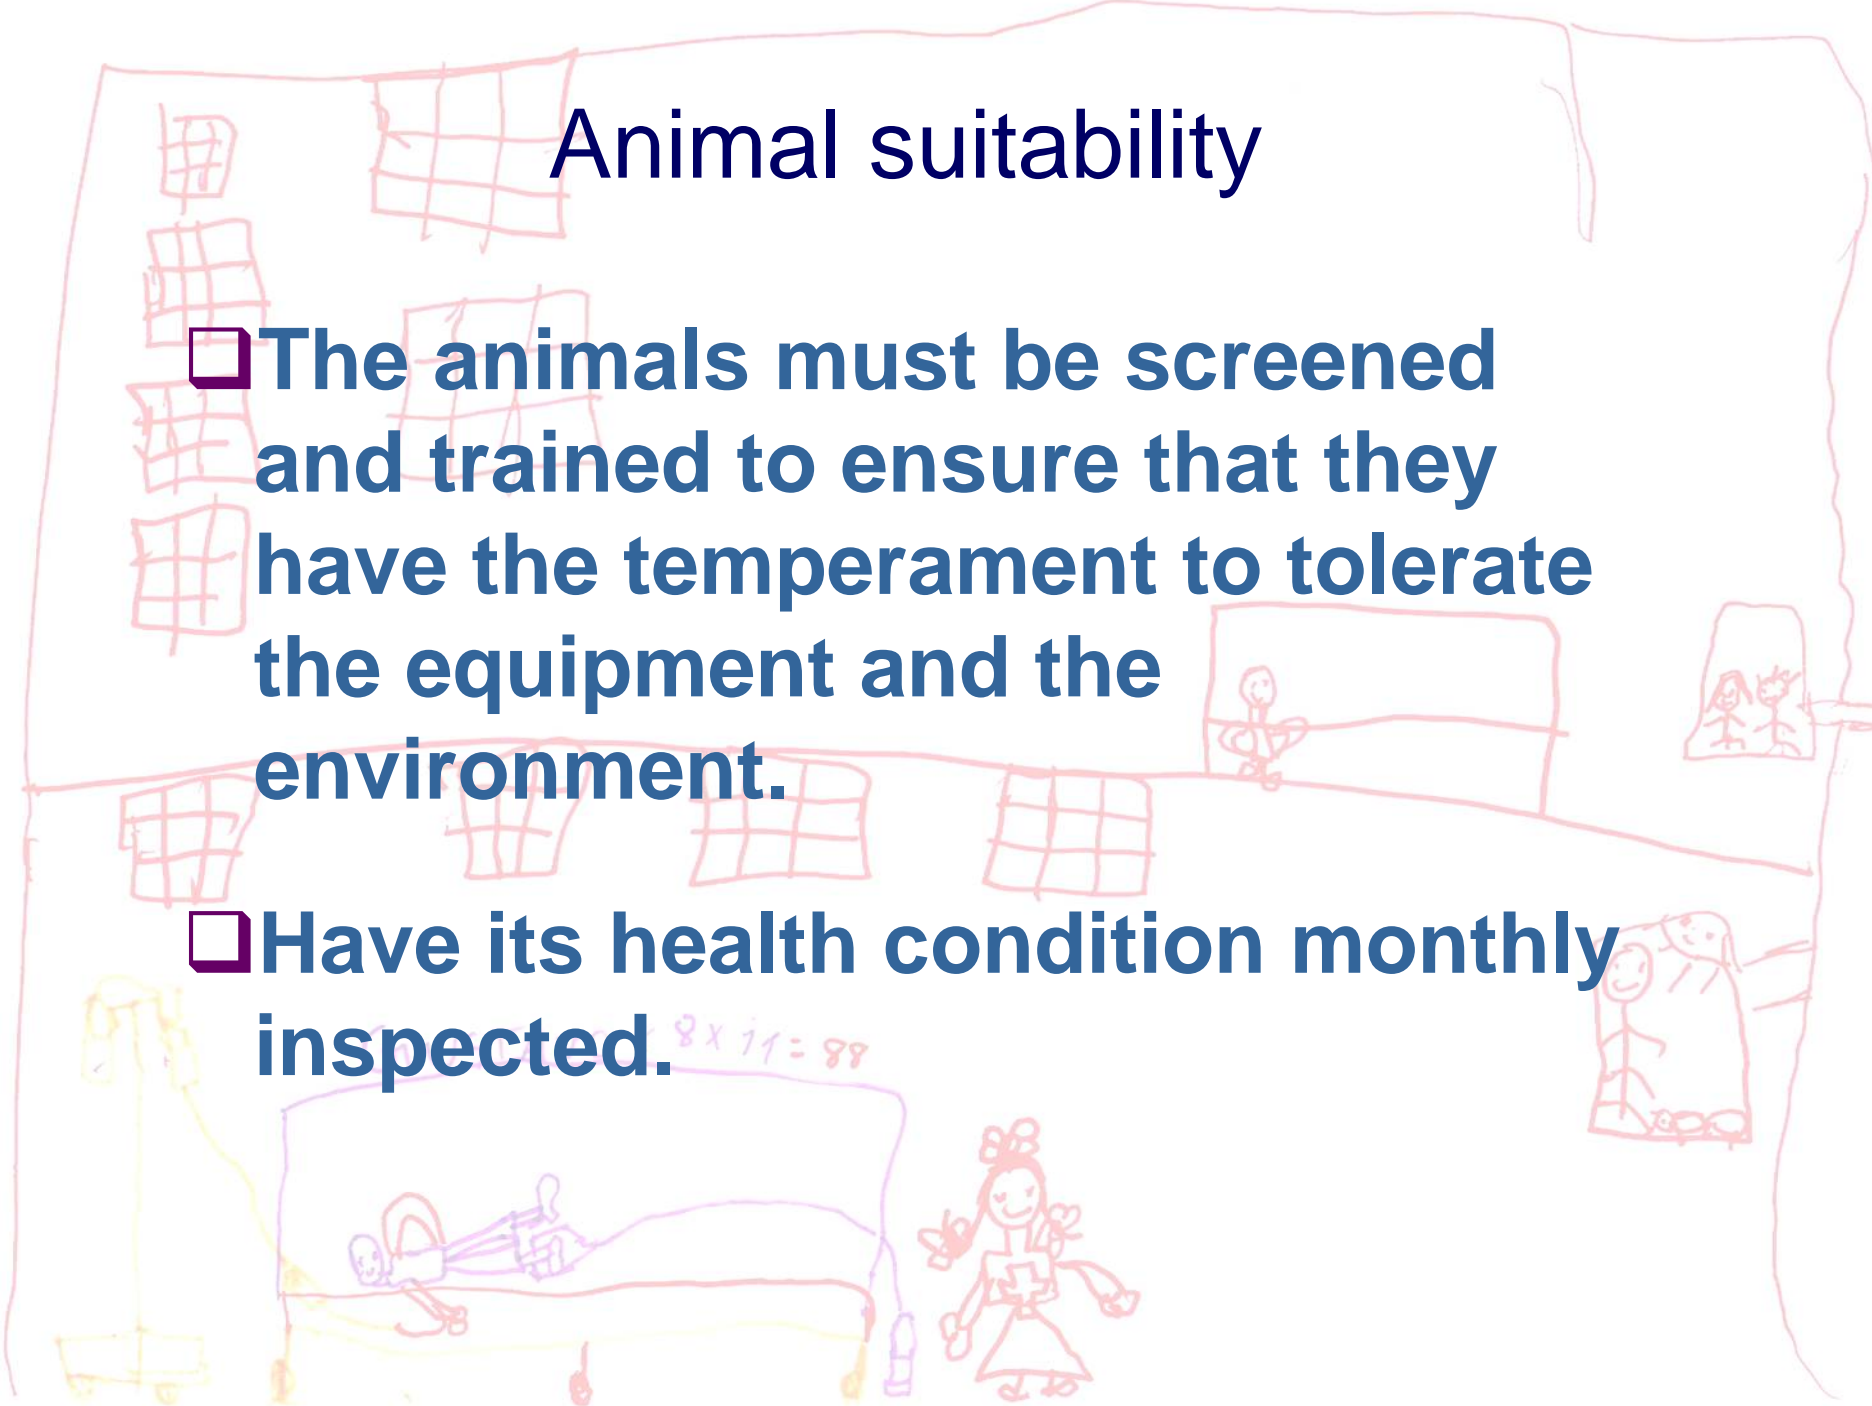 Animal suitability
❑The animals must be screened
and trained to ensure that they
have the temperament to tolerate
the equipment and the
environment.
❑Have its health condition monthly
inspected.
8 x 11 = 88